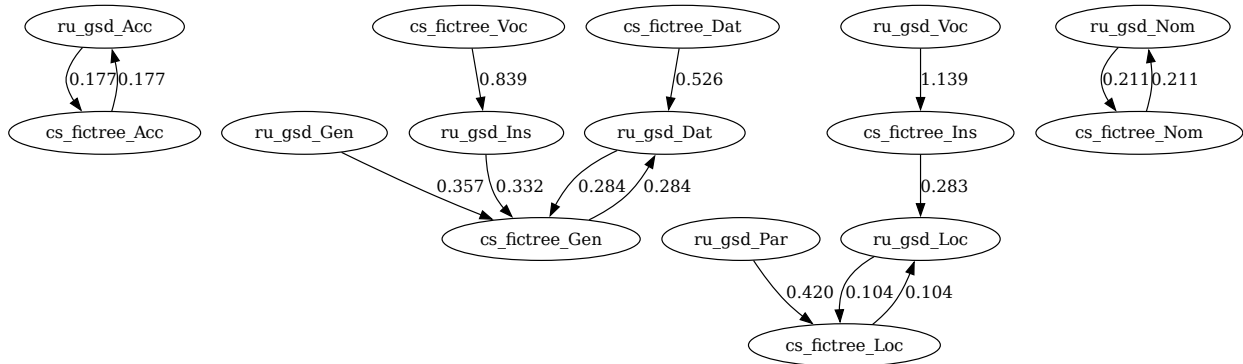 ru_gsd_Acc
cs_fictree_Voc
cs_fictree_Dat
ru_gsd_Voc
ru_gsd_Nom
0.177
0.177
0.839
0.526
1.139
0.211
0.211
cs_fictree_Acc
ru_gsd_Gen
ru_gsd_Ins
ru_gsd_Dat
cs_fictree_Ins
cs_fictree_Nom
0.357
0.332
0.284
0.284
0.283
cs_fictree_Gen
ru_gsd_Par
ru_gsd_Loc
0.420
0.104
0.104
cs_fictree_Loc